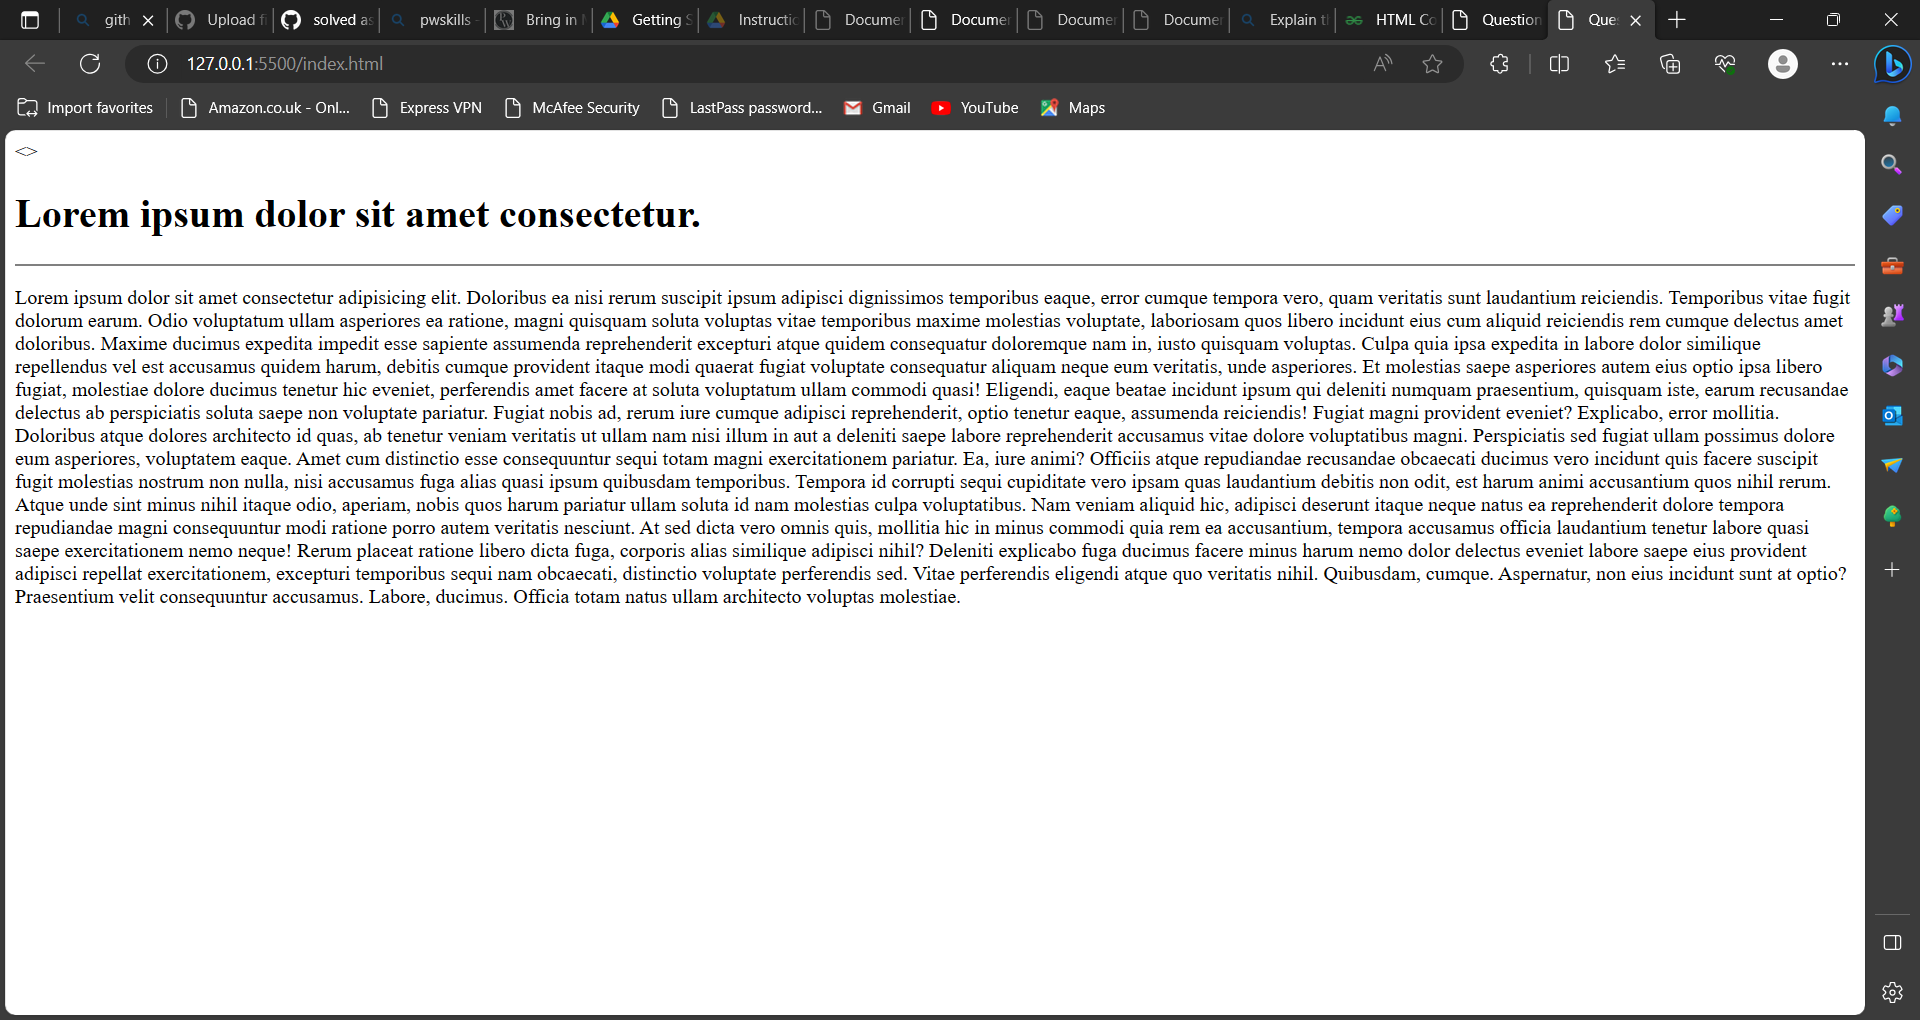 gith
Upload fi
solved as
pwskills -
Bring in
Getting S
Instructio
Documer
Documer
Documer
Documer
Explain t
HTML Co
Question
Que
127.0.0.1:5500/index.html
Import favorites
Amazon.co.uk - Onl...
Express VPN
McAfee Security
LastPass password...
Gmail
YouTube
Maps
<>
Lorem ipsum dolor sit amet consectetur.
Lorem ipsum dolor sit amet consectetur adipisicing elit. Doloribus ea nisi rerum suscipit ipsum adipisci dignissimos temporibus eaque, error cumque tempora vero, quam veritatis sunt laudantium reiciendis. Temporibus vitae fugit
dolorum earum. Odio voluptatum ullam asperiores ea ratione, magni quisquam soluta voluptas vitae temporibus maxime molestias voluptate, laboriosam quos libero incidunt eius cum aliquid reiciendis rem cumque delectus amet
doloribus. Maxime ducimus expedita impedit esse sapiente assumenda reprehenderit excepturi atque quidem consequatur doloremque nam in, iusto quisquam voluptas. Culpa quia ipsa expedita in labore dolor similique
repellendus vel est accusamus quidem harum, debitis cumque provident itaque modi quaerat fugiat voluptate consequatur aliquam neque eum veritatis, unde asperiores. Et molestias saepe asperiores autem eius optio ipsa libero
fugiat, molestiae dolore ducimus tenetur hic eveniet, perferendis amet facere at soluta voluptatum ullam commodi quasi! Eligendi, eaque beatae incidunt ipsum qui deleniti numquam praesentium, quisquam iste, earum recusandae
delectus ab perspiciatis soluta saepe non voluptate pariatur. Fugiat nobis ad, rerum iure cumque adipisci reprehenderit, optio tenetur eaque, assumenda reiciendis! Fugiat magni provident eveniet? Explicabo, error mollitia.
Doloribus atque dolores architecto id quas, ab tenetur veniam veritatis ut ullam nam nisi illum in aut a deleniti saepe labore reprehenderit accusamus vitae dolore voluptatibus magni. Perspiciatis sed fugiat ullam possimus dolore
eum asperiores, voluptatem eaque. Amet cum distinctio esse consequuntur sequi totam magni exercitationem pariatur. Ea, iure animi? Officiis atque repudiandae recusandae obcaecati ducimus vero incidunt quis facere suscipit
fugit molestias nostrum non nulla, nisi accusamus fuga alias quasi ipsum quibusdam temporibus. Tempora id corrupti sequi cupiditate vero ipsam quas laudantium debitis non odit, est harum animi accusantium quos nihil rerum.
Atque unde sint minus nihil itaque odio, aperiam, nobis quos harum pariatur ullam soluta id nam molestias culpa voluptatibus. Nam veniam aliquid hic, adipisci deserunt itaque neque natus ea reprehenderit dolore tempora
repudiandae magni consequuntur modi ratione porro autem veritatis nesciunt. At sed dicta vero omnis quis, mollitia hic in minus commodi quia rem ea accusantium, tempora accusamus officia laudantium tenetur labore quasi
saepe exercitationem nemo neque! Rerum placeat ratione libero dicta fuga, corporis alias similique adipisci nihil? Deleniti explicabo fuga ducimus facere minus harum nemo dolor delectus eveniet labore saepe eius provident
adipisci repellat exercitationem, excepturi temporibus sequi nam obcaecati, distinctio voluptate perferendis sed. Vitae perferendis eligendi atque quo veritatis nihil. Quibusdam, cumque. Aspernatur, non eius incidunt sunt at optio?
Praesentium velit consequuntur accusamus. Labore, ducimus. Officia totam natus ullam architecto voluptas molestiae.